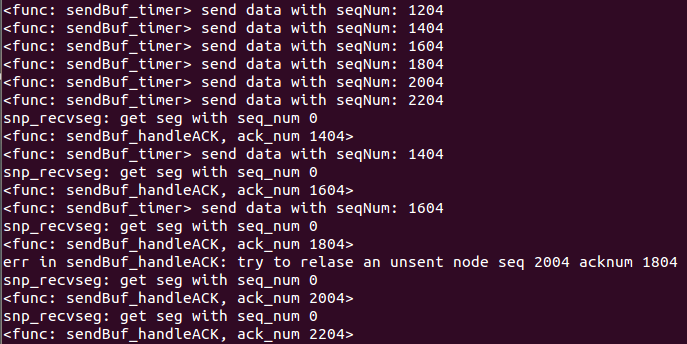 <func: sendBuf_timer> send data with seqNum: 1204
<func: sendBuf_timer> send data with seqNum: 1404
<func: sendBuf_timer> send data with seqNum: 1604
<func: sendBuf_timer> send data with seqNum: 1804
<func: sendBuf_timer> send data with seqNum: 2004
<func: sendBuf_timer> send data with seqNum: 2204
snp_recvseg: get seg with seq_num 0
<func: sendBuf_handleACK, ack_num 1404>
<func: sendBuf_timer> send data with seqNum: 1404
snp_recvseg: get seg with seq_num 0
<func: sendBuf_handleACK, ack_num 1604>
<func: sendBuf_timer> send data with seqNum: 1604
snp_recvseg: get seg with seq_num 0
<func: sendBuf_handleACK, ack_num 1804>
err in sendBuf_handleACK: try to relase an unsent node seq 2004 acknum 1804
snp_recvseg: get seg with seq_num 0
<func: sendBuf_handleACK, ack_num 2004>
snp_recvseg: get seg with seq_num 0
<func: sendBuf_handleACK, ack_num 2204>